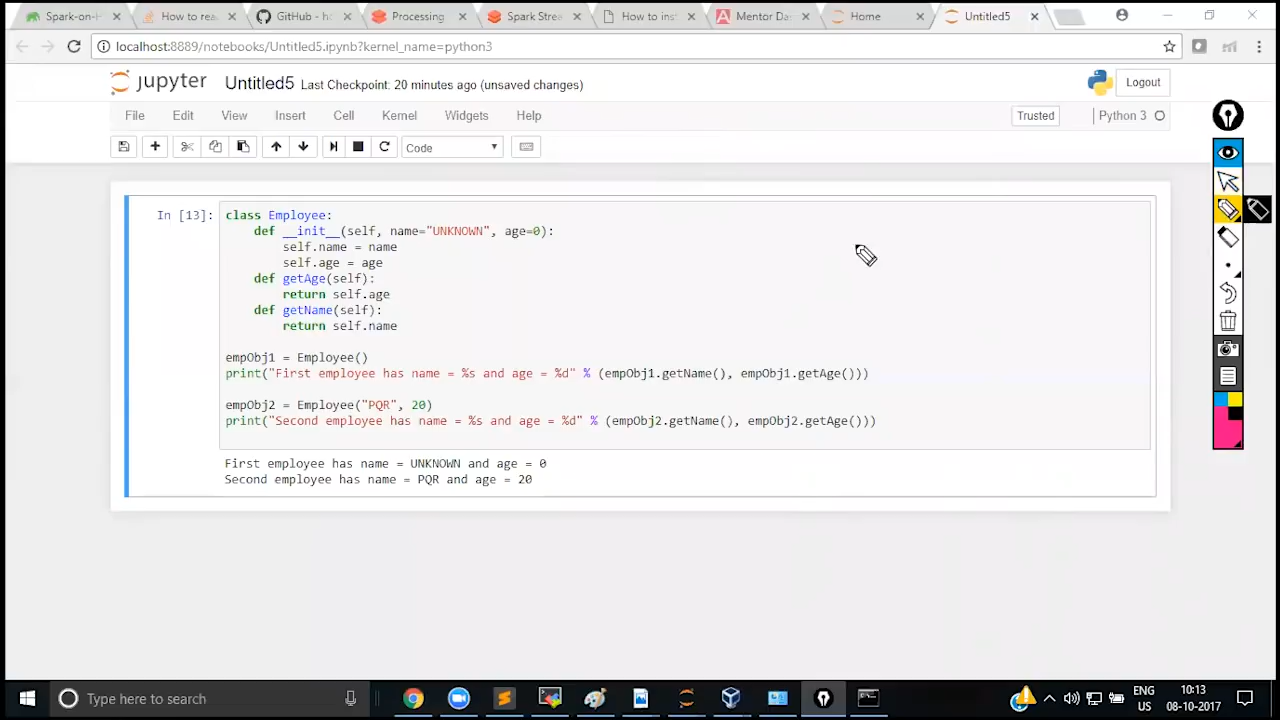 Spark-on-H
How to rea
GitHub - h
Processing
Spark Strea
How to inst
Mentor Da
Home
Untitled5
localhost:8889/notebooks/Untitled5.ipynb?kernel_name=python3
jupyter Untitled5 Last Checkpoint: 20 minutes ago (unsaved changes)
Logout
File Edit View Insert Cell Kernel Widgets Help
Trusted
Python 3
Code
In [13]:
class Employee:
    def __init__(self, name="UNKNOWN", age=0):
        self.name = name
        self.age = age
    def getAge(self):
        return self.age
    def getName(self):
        return self.name
empObj1 = Employee()
print("First employee has name = %s and age = %d" % (empObj1.getName(), empObj1.getAge()))
empObj2 = Employee("PQR", 20)
print("Second employee has name = %s and age = %d" % (empObj2.getName(), empObj2.getAge()))
First employee has name = UNKNOWN and age = 0
Second employee has name = PQR and age = 20
Type here to search
ENG
US
10:13
08-10-2017